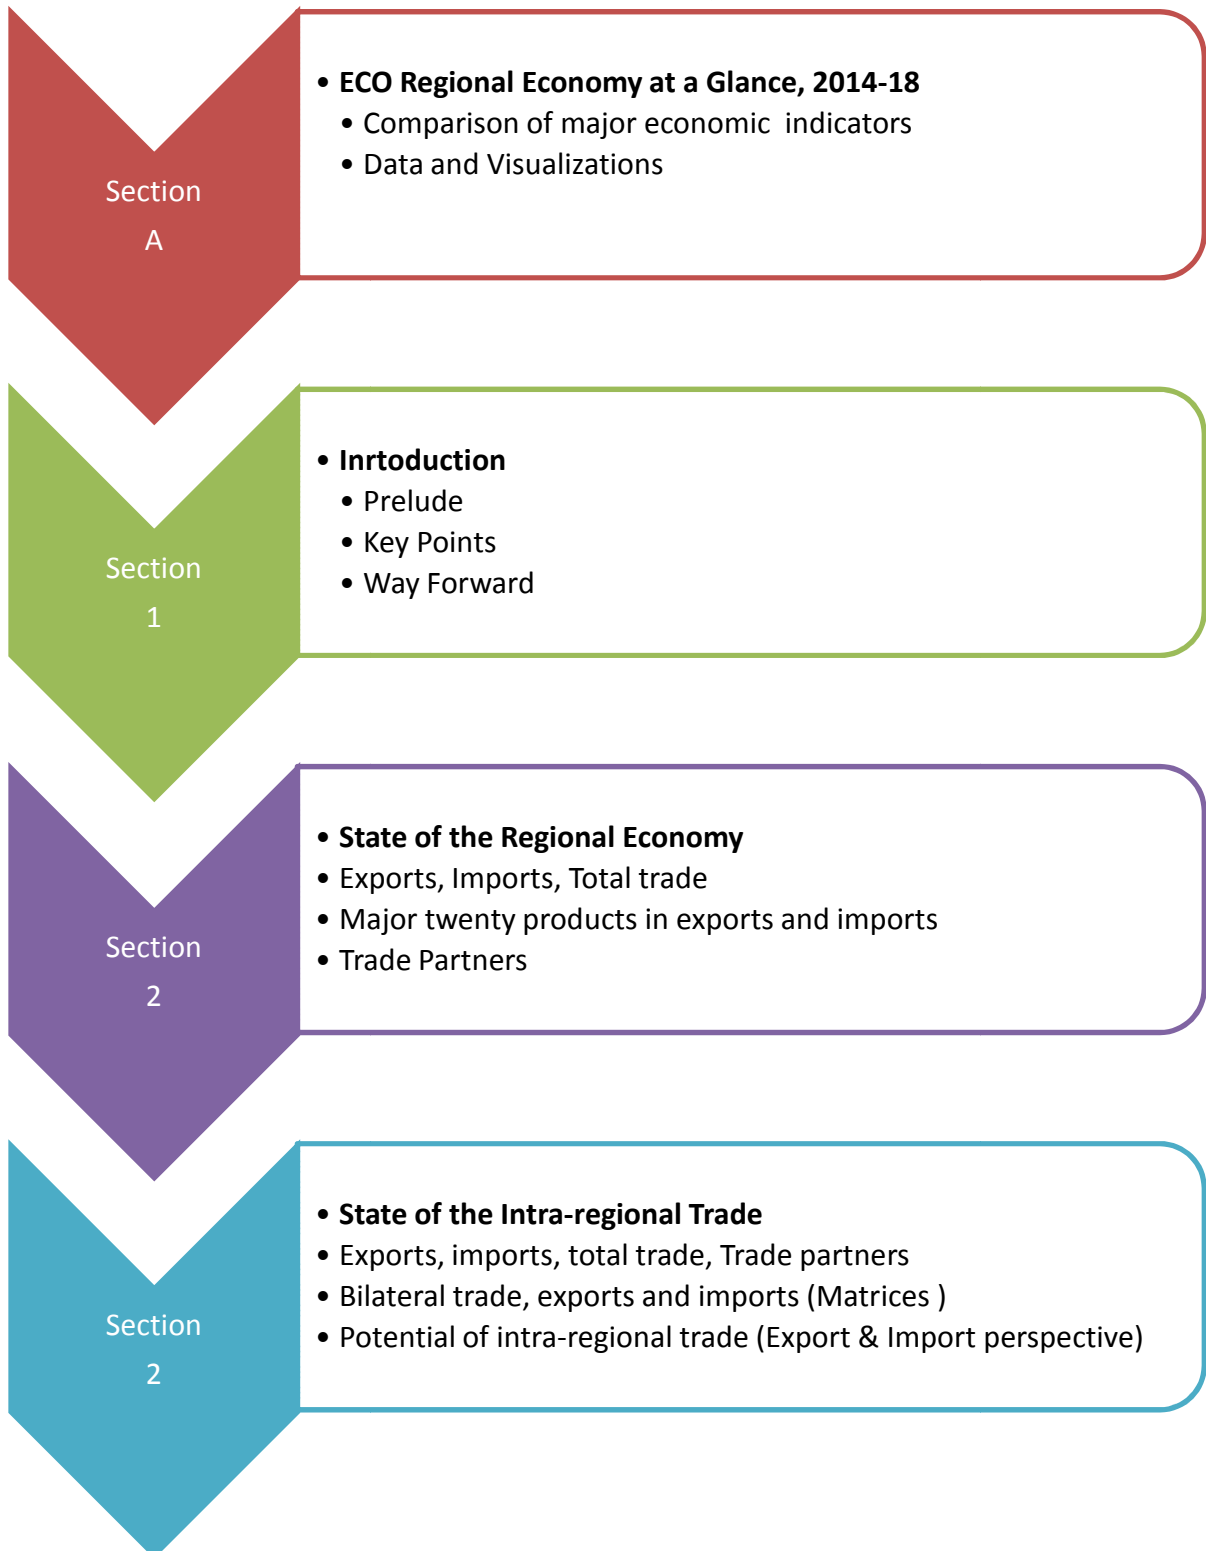 Section
A
• ECO Regional Economy at a Glance, 2014-18
• Comparison of major economic indicators
• Data and Visualizations
Section
1
• Inrtoduction
• Prelude
• Key Points
• Way Forward
Section
2
• State of the Regional Economy
• Exports, Imports, Total trade
• Major twenty products in exports and imports
• Trade Partners
Section
2
• State of the Intra-regional Trade
• Exports, imports, total trade, Trade partners
• Bilateral trade, exports and imports (Matrices )
• Potential of intra-regional trade (Export & Import perspective)